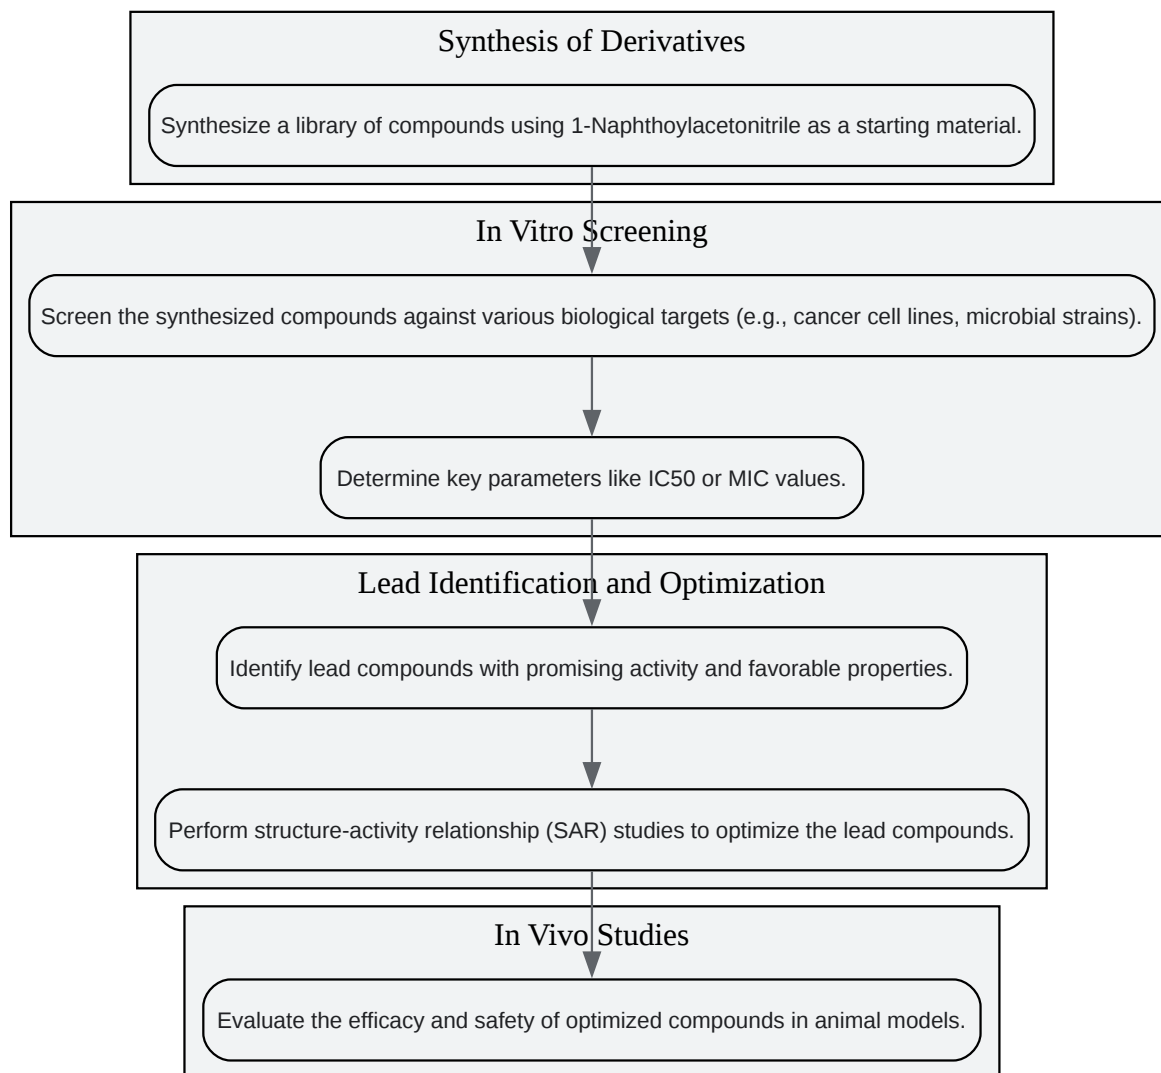 Synthesis of Derivatives
Synthesize a library of compounds using 1-Naphthoylacetonitrile as a starting material.
In Vitro Screening
Screen the synthesized compounds against various biological targets (e.g., cancer cell lines, microbial strains).
Determine key parameters like IC50 or MIC values.
Lead Identification and Optimization
Identify lead compounds with promising activity and favorable properties.
Perform structure-activity relationship (SAR) studies to optimize the lead compounds.
In Vivo Studies
Evaluate the efficacy and safety of optimized compounds in animal models.